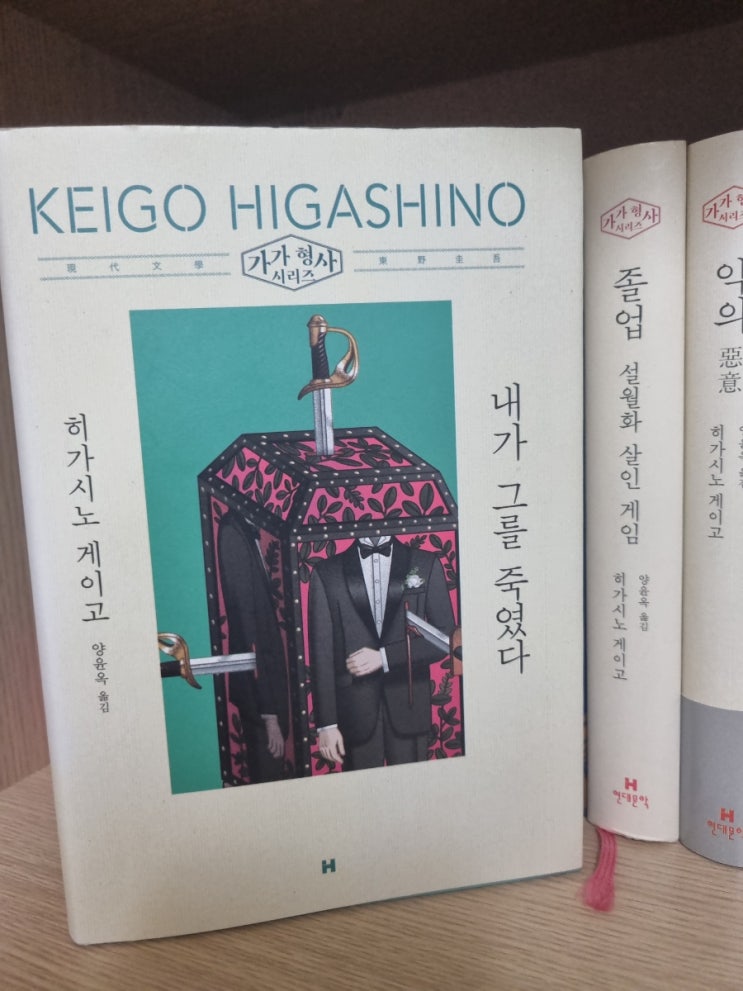 KEIGO HIGASHINO
現代文學
가가 형사
시리즈
東野圭吾
내가 그를 죽였다
히가시노 게이고
양윤옥 옮김
H
가가 형사
시리즈
졸업 설월화 살인 게임
히가시노 게이고
양윤옥 옮김
H
현대문학
가가 형
시리즈
악의
惡意
히가시노 게이고
H
현대문학